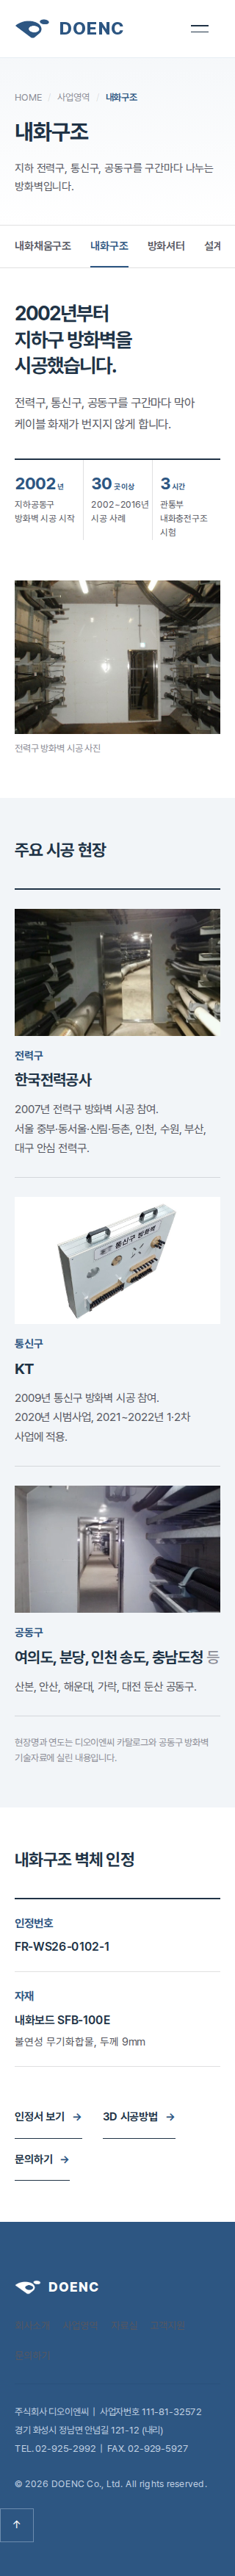 DOENC
HOME / 사업영역 / 내화구조
내화구조
지하 전력구, 통신구, 공동구를 구간마다 나누는
방화벽입니다.
내화채움구조 내화구조 방화셔터 설계
2002년부터
지하구 방화벽을
시공했습니다.
전력구, 통신구, 공동구를 구간마다 막아
케이블 화재가 번지지 않게 합니다.
2002 년 30 곳 이상 3 시간
지하공동구 2002~2016년 관통부
방화벽 시공 시작 시공 사례 내화충전구조
시험
전력구 방화벽 시공 사진
주요 시공 현장
전력구
한국전력공사
2007년 전력구 방화벽 시공 참여.
서울 중부·동서울·신림·등촌, 인천, 수원, 부산,
대구 안심 전력구.
통신구 방화벽
통신구
KT
2009년 통신구 방화벽 시공 참여.
2020년 시범사업, 2021~2022년 1·2차
사업에 적용.
공동구
여의도, 분당, 인천 송도, 충남도청 등
산본, 안산, 해운대, 가락, 대전 둔산 공동구.
현장명과 연도는 디오이엔씨 카탈로그와 공동구 방화벽
기술자료에 실린 내용입니다.
내화구조 벽체 인정
인정번호
FR-WS26-0102-1
자재
내화보드 SFB-100E
불연성 무기화합물, 두께 9mm
인정서 보기 → 3D 시공방법 →
문의하기 →
DOENC
주식회사 디오이엔씨 | 사업자번호 111-81-32572
경기 화성시 정남면 만년길 121-12 (내리)
TEL. 02-925-2992 | FAX. 02-929-5927
© 2026 DOENC Co., Ltd. All rights reserved.
↑